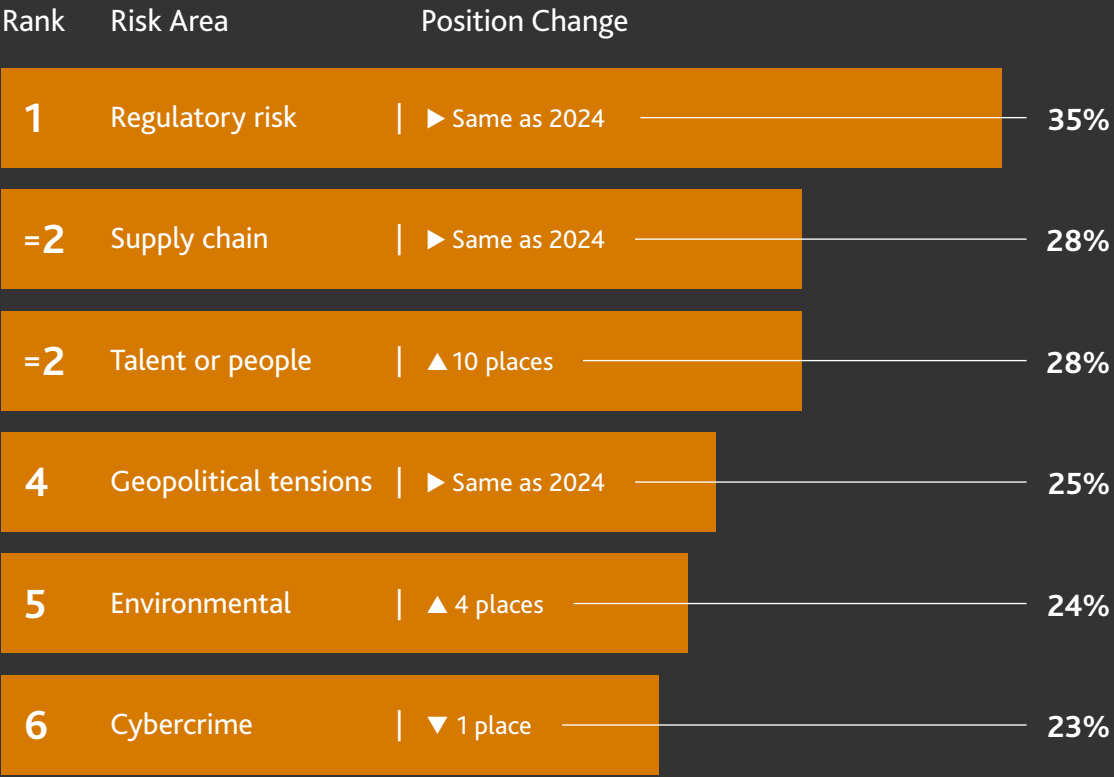 Rank Risk Area Position Change
1 Regulatory risk | ▶ Same as 2024 35%
=2 Supply chain | ▶ Same as 2024 28%
=2 Talent or people | ▲ 10 places 28%
4 Geopolitical tensions | ▶ Same as 2024 25%
5 Environmental | ▲ 4 places 24%
6 Cybercrime | ▼ 1 place 23%